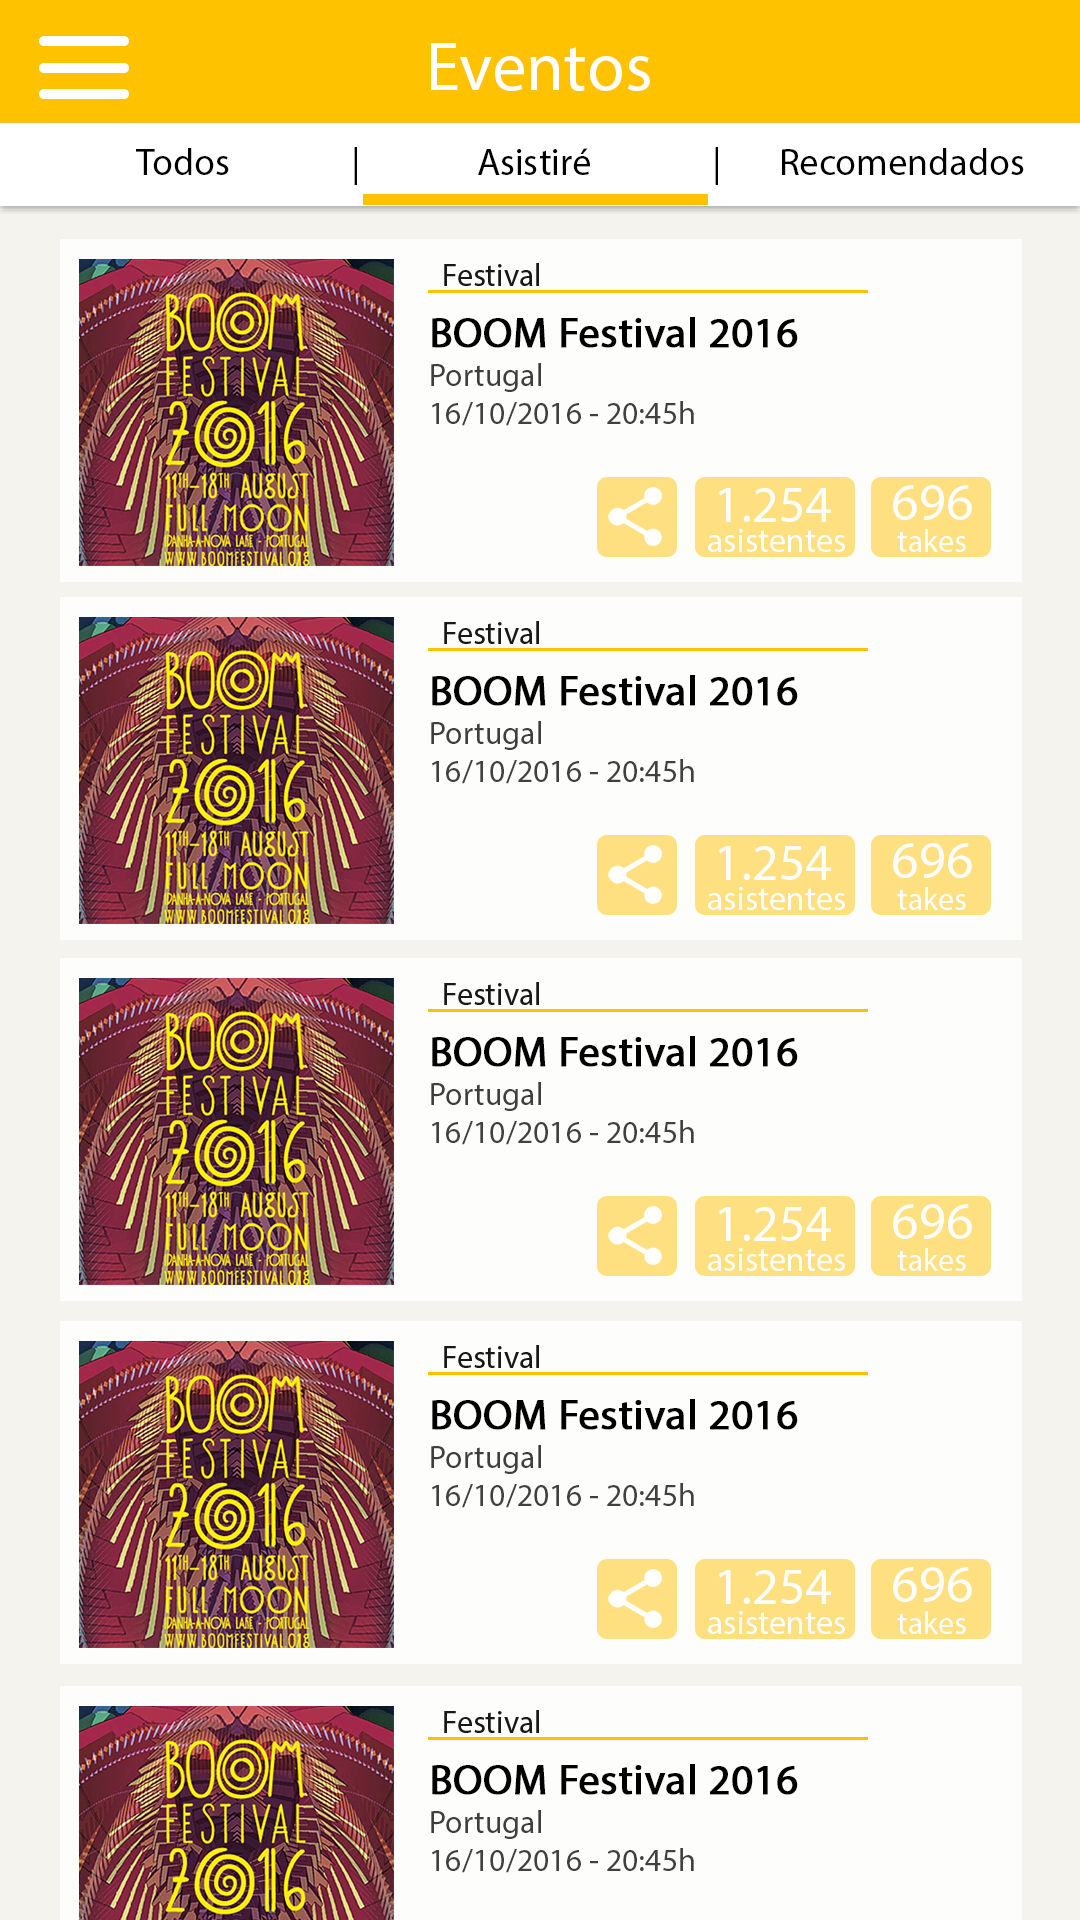 Eventos
Todos | Asistiré | Recomendados
BOOM
FESTIVAL
2016
11TH-18TH AUGUST
FULL MOON
IDANHA-A-NOVA LAKE - PORTUGAL
WWW.BOOMFESTIVAL.ORG
Festival
BOOM Festival 2016
Portugal
16/10/2016 - 20:45h
1.254 asistentes
696 takes
BOOM
FESTIVAL
2016
11TH-18TH AUGUST
FULL MOON
IDANHA-A-NOVA LAKE - PORTUGAL
WWW.BOOMFESTIVAL.ORG
Festival
BOOM Festival 2016
Portugal
16/10/2016 - 20:45h
1.254 asistentes
696 takes
BOOM
FESTIVAL
2016
11TH-18TH AUGUST
FULL MOON
IDANHA-A-NOVA LAKE - PORTUGAL
WWW.BOOMFESTIVAL.ORG
Festival
BOOM Festival 2016
Portugal
16/10/2016 - 20:45h
1.254 asistentes
696 takes
BOOM
FESTIVAL
2016
11TH-18TH AUGUST
FULL MOON
IDANHA-A-NOVA LAKE - PORTUGAL
WWW.BOOMFESTIVAL.ORG
Festival
BOOM Festival 2016
Portugal
16/10/2016 - 20:45h
1.254 asistentes
696 takes
BOOM
FESTIVAL
2016
Festival
BOOM Festival 2016
Portugal
16/10/2016 - 20:45h